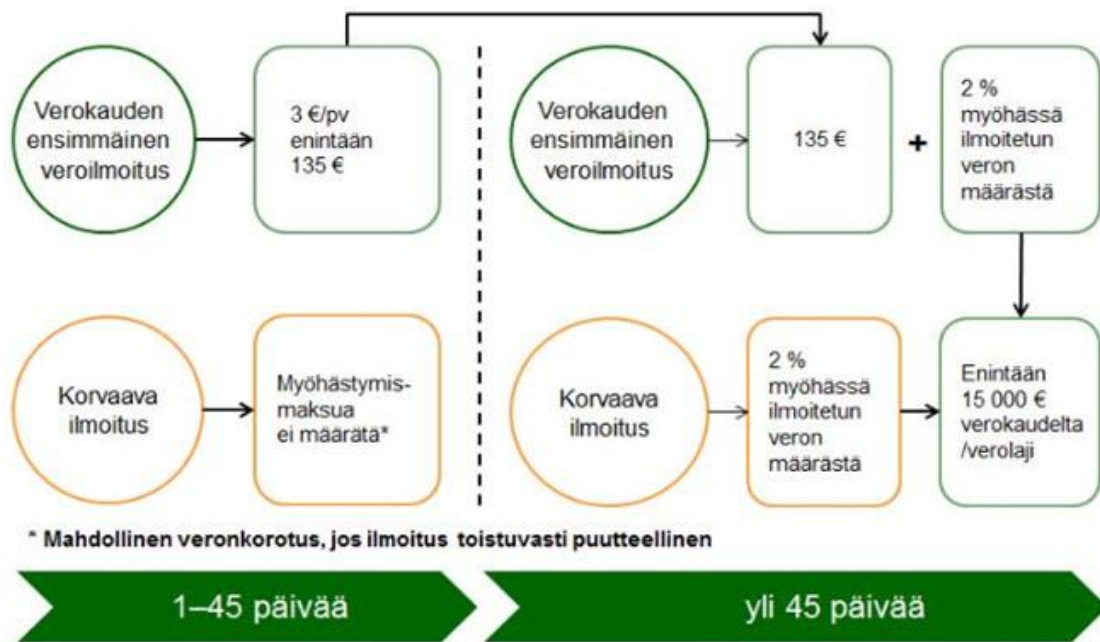 Verokauden
ensimmäinen
veroilmoitus
3 €/pv
enintään
135 €
Verokauden
ensimmäinen
veroilmoitus
135 €
+
2 %
myöhässä
ilmoitetun
veron
määrästä
Korvaava
ilmoitus
Myöhästymis-
maksua
ei määrätä*
Korvaava
ilmoitus
2 %
myöhässä
ilmoitetun
veron
määrästä
Enintään
15 000 €
verokaudelta
/verolaji
* Mahdollinen veronkorotus, jos ilmoitus toistuvasti puutteellinen
1–45 päivää
yli 45 päivää